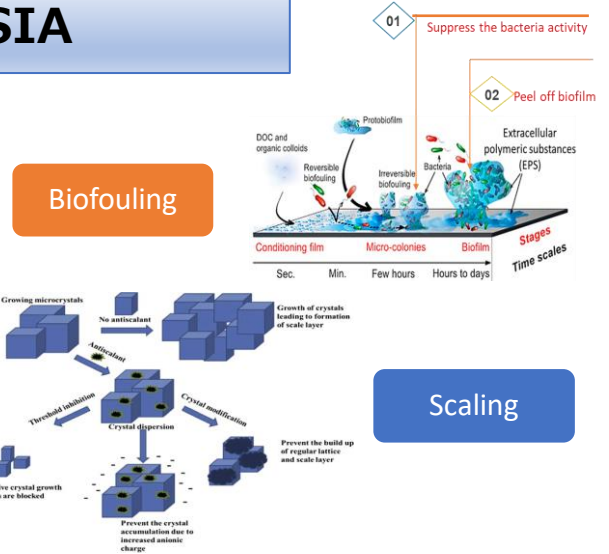 SIA
01
Suppress the bacteria activity
02
Peel off biofilm
Biofouling
DOC and
organic colloids
Protobiofilm
Reversible
biofouling
Irreversible
biofouling
Bacteria
Extracellular
polymeric substances
(EPS)
Conditioning film
Micro-colonies
Biofilm
Stages
Time scales
Sec.
Min.
Few hours
Hours to days
Growing microcrystals
No antiscalant
Growth of crystals
leading to formation
of scale layer
Antiscalant
Threshold inhibition
Crystal dispersion
Crystal modification
Prevent the build up
of regular lattice
and scale layer
ive crystal growth
s are blocked
Prevent the crystal
accumulation due to
increased anionic
charge
Scaling